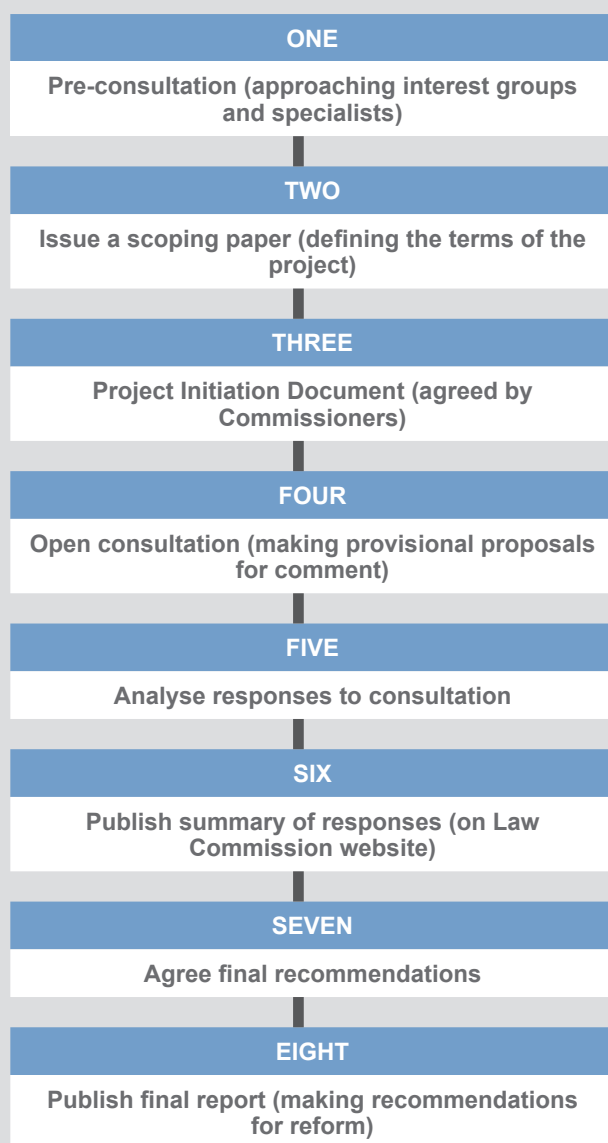 ONE
Pre-consultation (approaching interest groups
and specialists)
TWO
Issue a scoping paper (defining the terms of the
project)
THREE
Project Initiation Document (agreed by
Commissioners)
FOUR
Open consultation (making provisional proposals
for comment)
FIVE
Analyse responses to consultation
SIX
Publish summary of responses (on Law
Commission website)
SEVEN
Agree final recommendations
EIGHT
Publish final report (making recommendations
for reform)